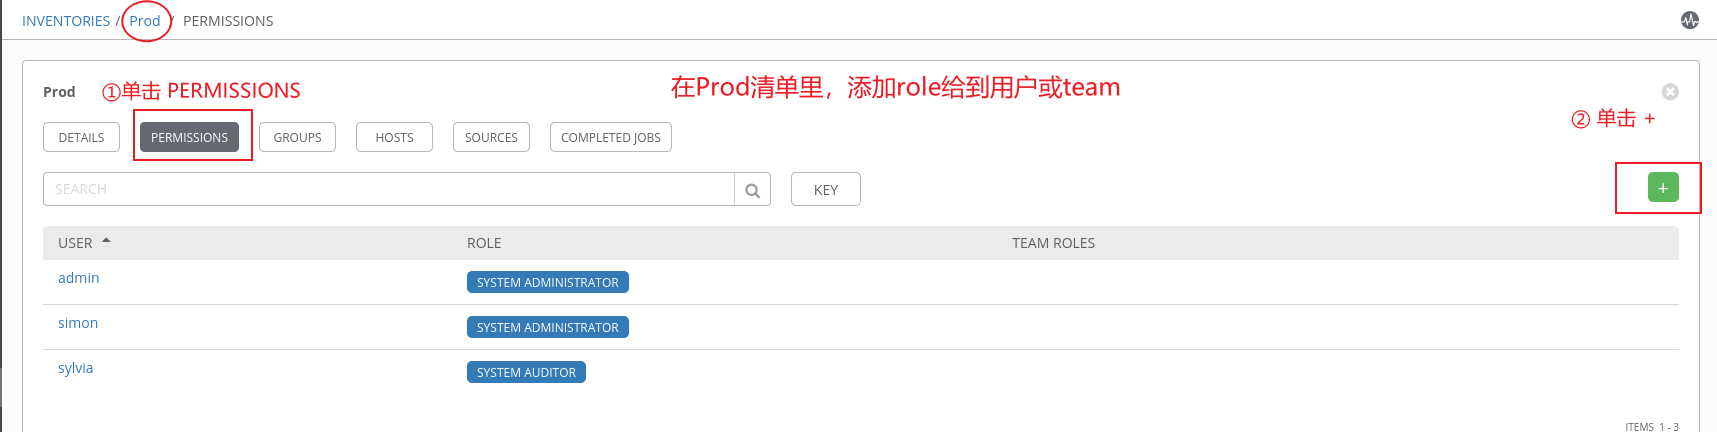 INVENTORIES / Prod / PERMISSIONS
Prod ①单击 PERMISSIONS 在Prod清单里，添加role给到用户或team
② 单击 +
DETAILS PERMISSIONS GROUPS HOSTS SOURCES COMPLETED JOBS
SEARCH KEY +
USER ROLE TEAM ROLES
admin SYSTEM ADMINISTRATOR
simon SYSTEM ADMINISTRATOR
sylvia SYSTEM AUDITOR
ITEMS 1 - 3